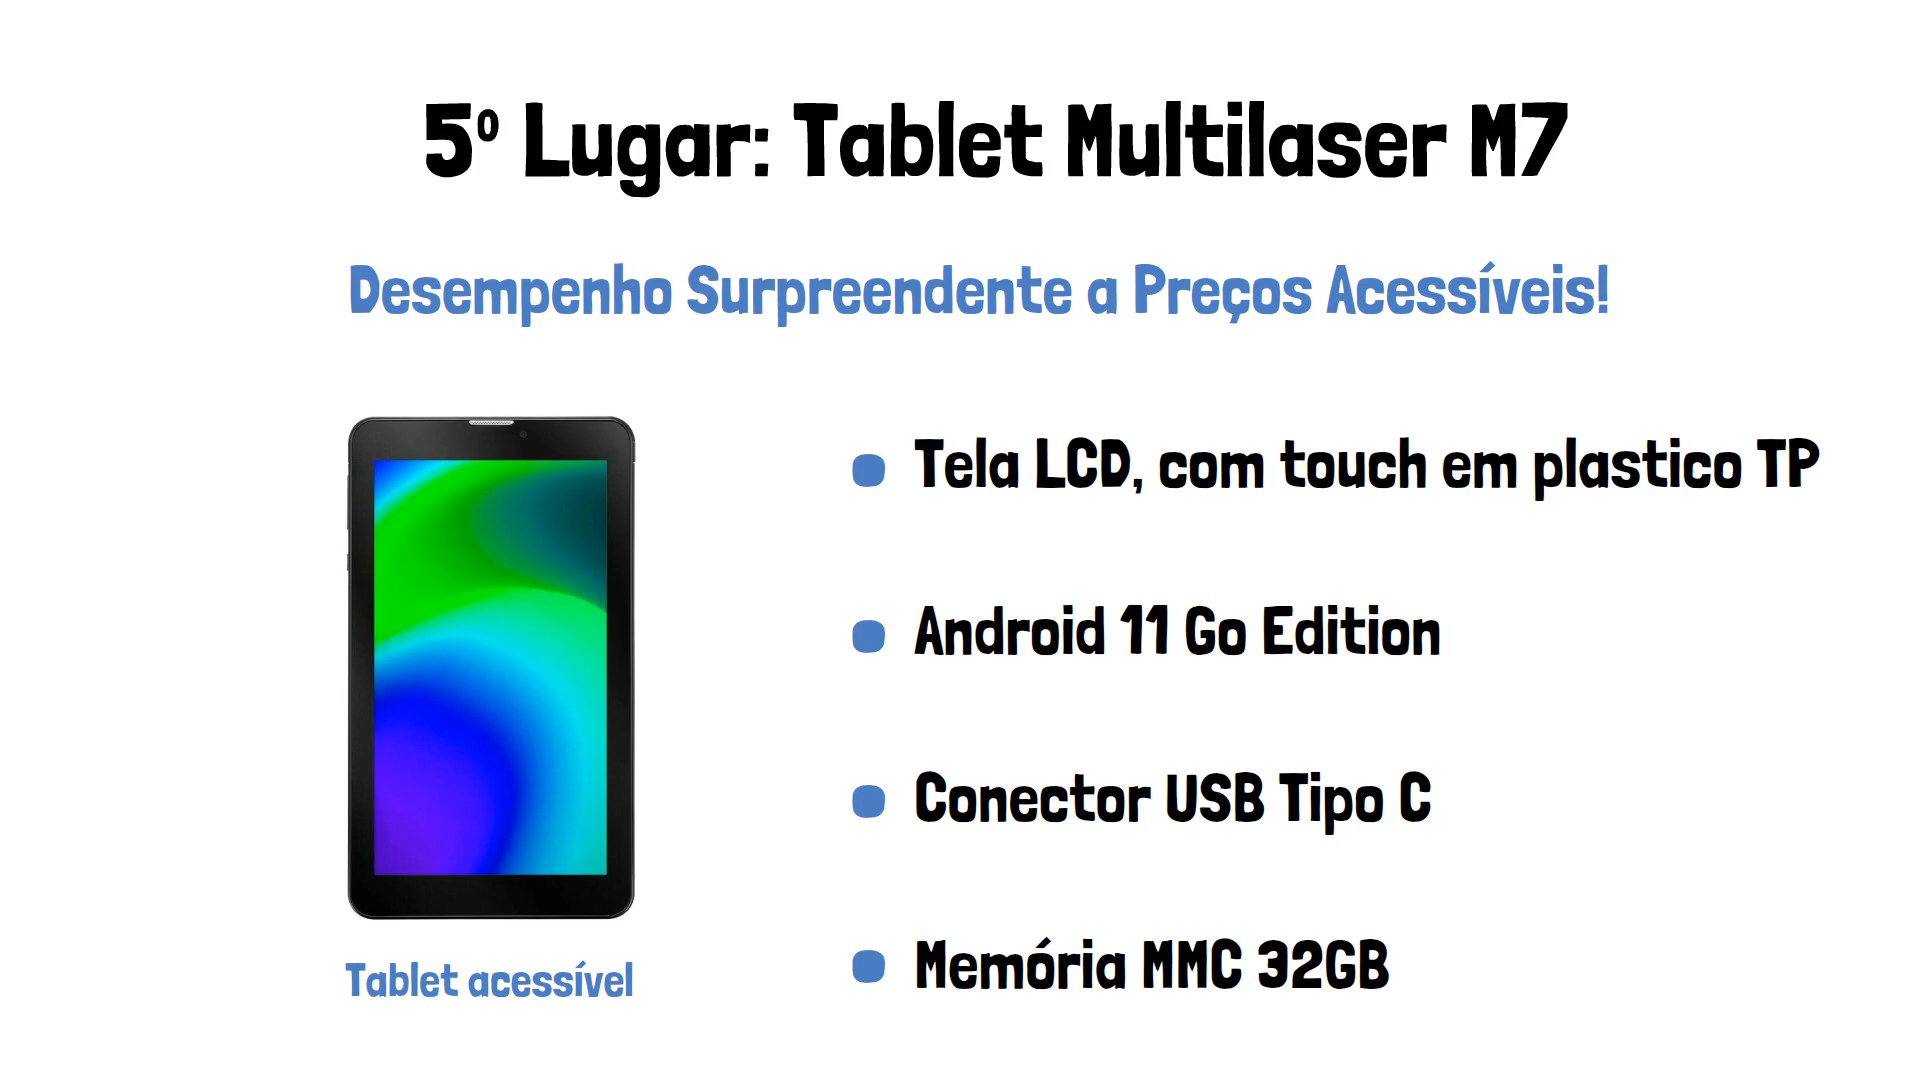 5º Lugar: Tablet Multilaser M7
Desempenho Surpreendente a Preços Acessíveis!
Tela LCD, com touch em plastico TP
Android 11 Go Edition
Conector USB Tipo C
Memória MMC 32GB
Tablet acessível